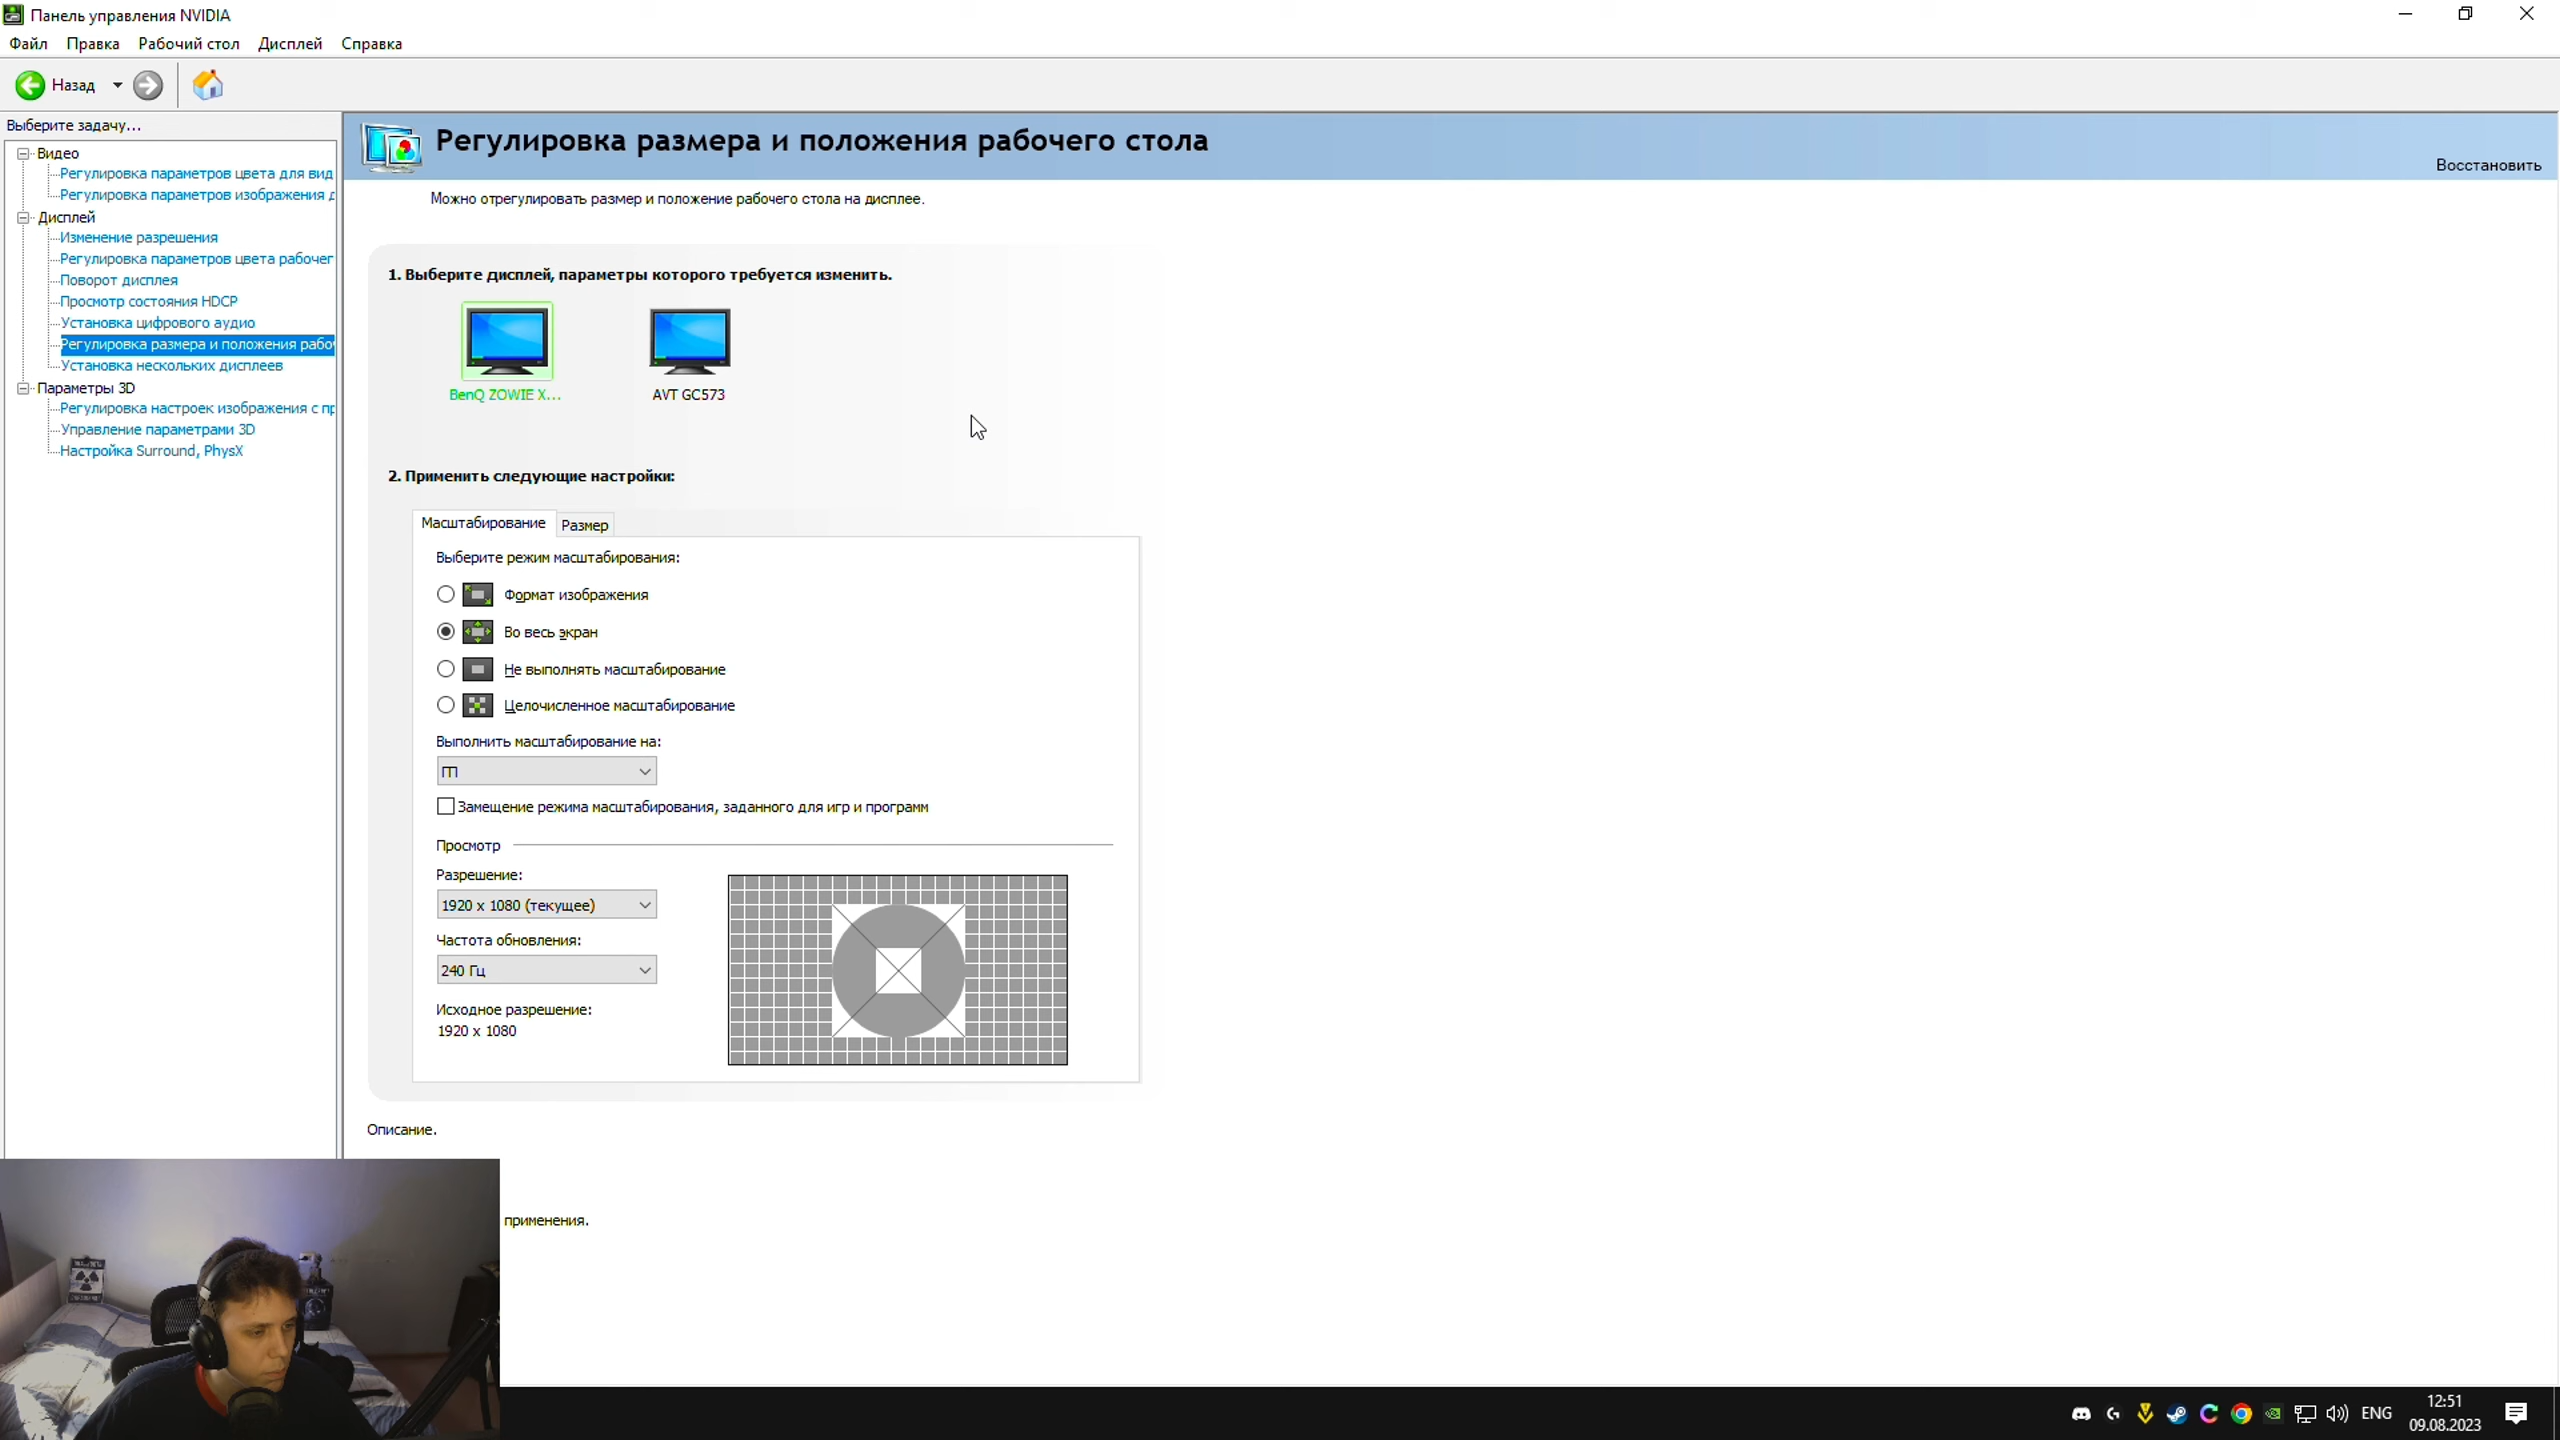 Панель управления NVIDIA
Файл Правка Рабочий стол Дисплей Справка
Назад
Выберите задачу...
Видео
Регулировка параметров цвета для вид
Регулировка параметров изображения д
Дисплей
Изменение разрешения
Регулировка параметров цвета рабочег
Поворот дисплея
Просмотр состояния HDCP
Установка цифрового аудио
Регулировка размера и положения рабо
Установка нескольких дисплеев
Параметры 3D
Регулировка настроек изображения с пр
Управление параметрами 3D
Настройка Surround, PhysX
Регулировка размера и положения рабочего стола
Восстановить
Можно отрегулировать размер и положение рабочего стола на дисплее.
1. Выберите дисплей, параметры которого требуется изменить.
BenQ ZOWIE X... AVT GC573
2. Применить следующие настройки:
Масштабирование Размер
Выберите режим масштабирования:
Формат изображения
Во весь экран
Не выполнять масштабирование
Целочисленное масштабирование
Выполнить масштабирование на:
ГП
Замещение режима масштабирования, заданного для игр и программ
Просмотр
Разрешение:
1920 x 1080 (текущее)
Частота обновления:
240 Гц
Исходное разрешение:
1920 x 1080
Описание.
применения.
ENG
12:51
09.08.2023